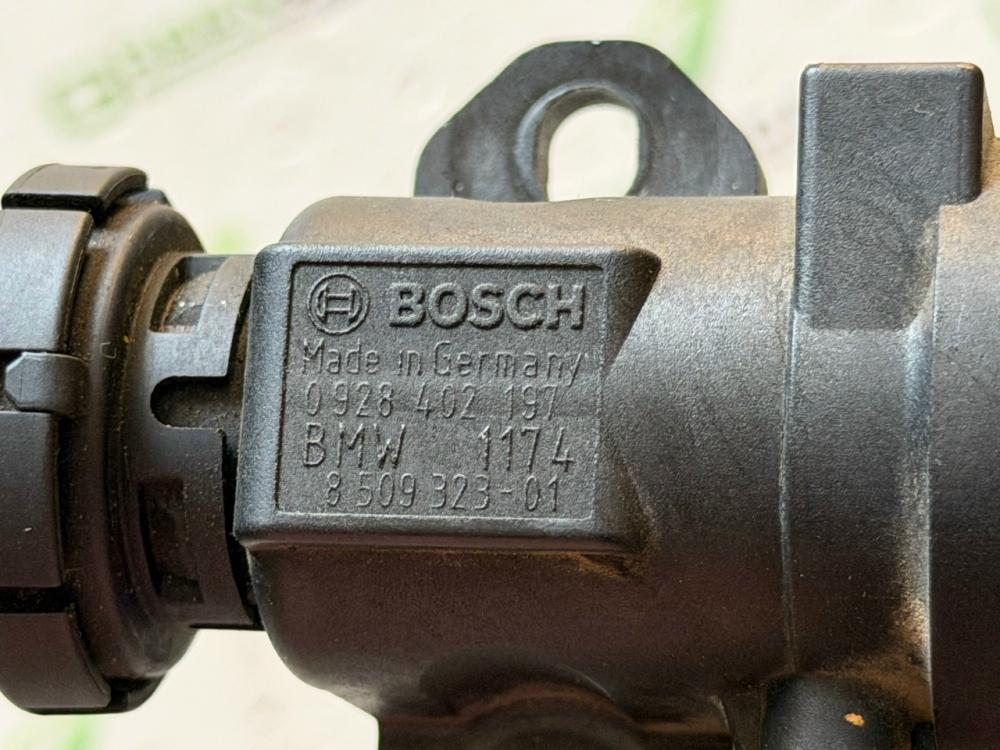 BOSCH
Made in Germany
0 928 402 197
BMW 1174
8 509 323-01